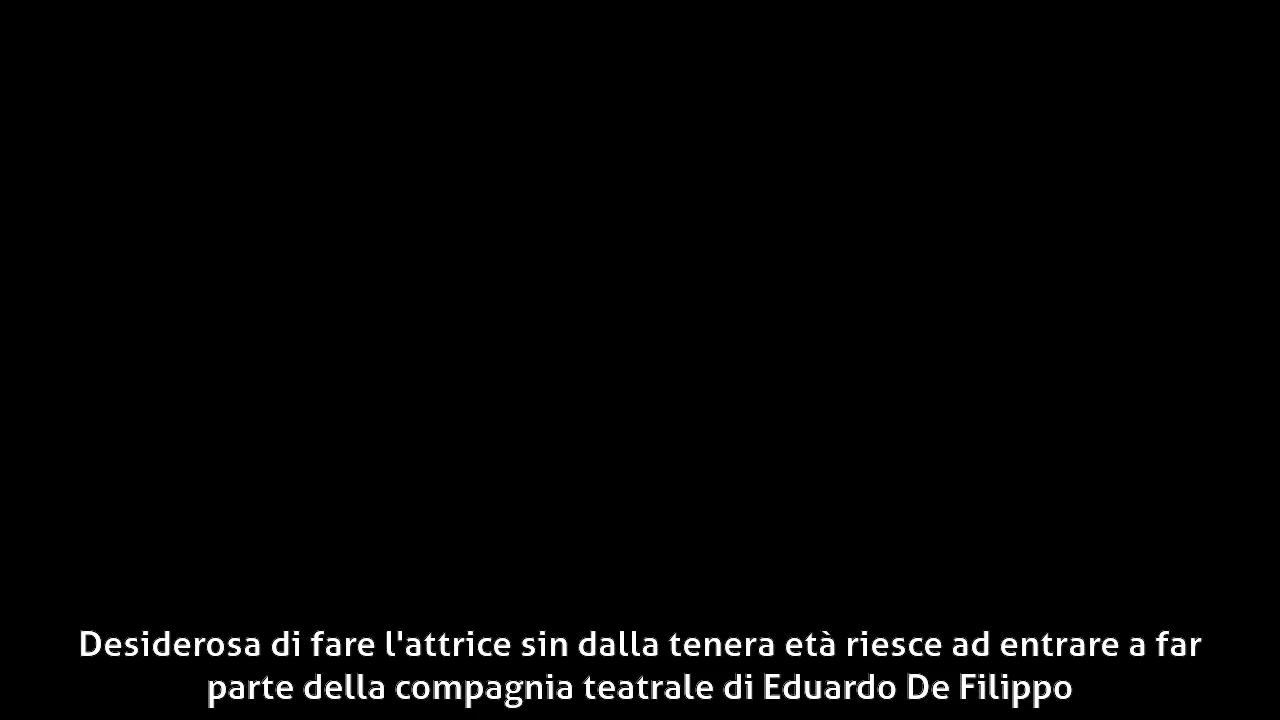 Desiderosa di fare l'attrice sin dalla tenera età riesce ad entrare a far
parte della compagnia teatrale di Eduardo De Filippo